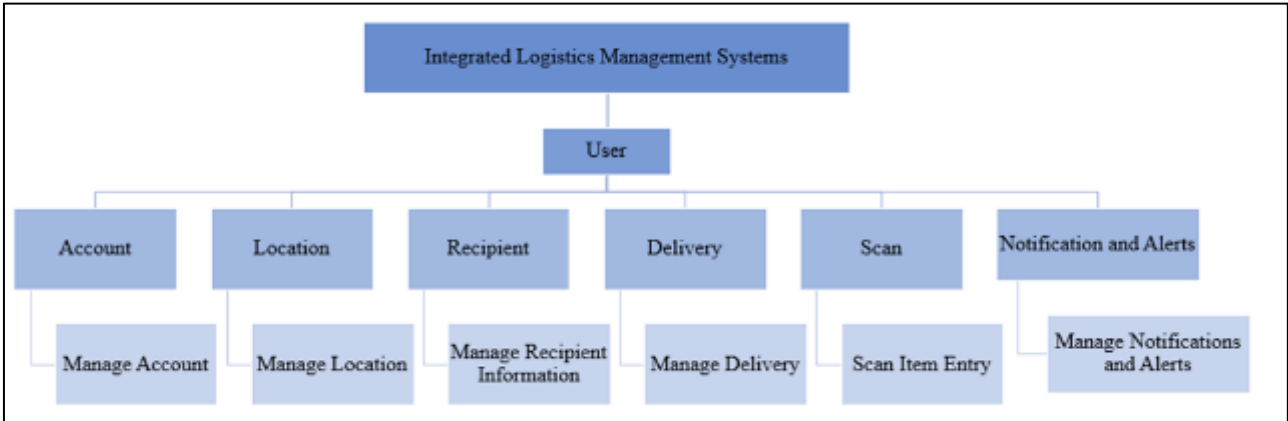 Integrated Logistics Management Systems
User
Account
Location
Recipient
Delivery
Scan
Notification and Alerts
Manage Account
Manage Location
Manage Recipient
Information
Manage Delivery
Scan Item Entry
Manage Notifications
and Alerts